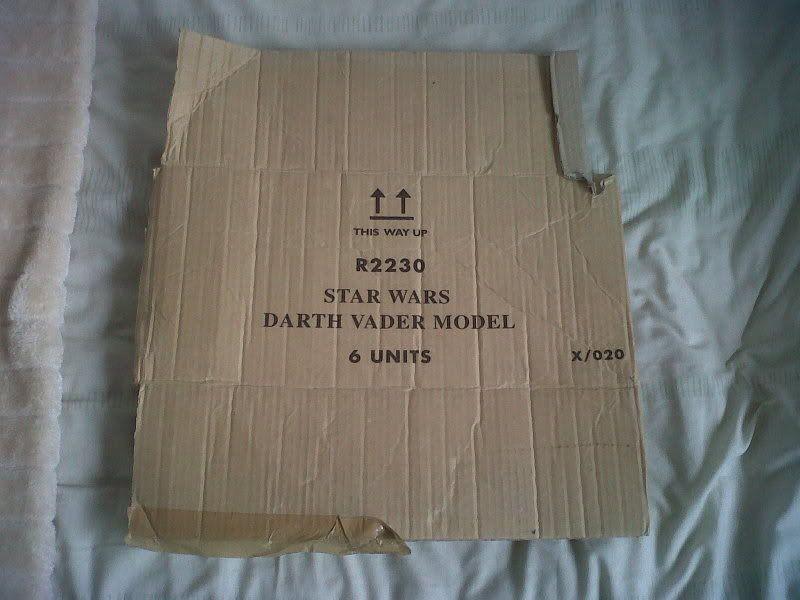 THIS WAY UP
R2230
STAR WARS
DARTH VADER MODEL
6 UNITS
X/020